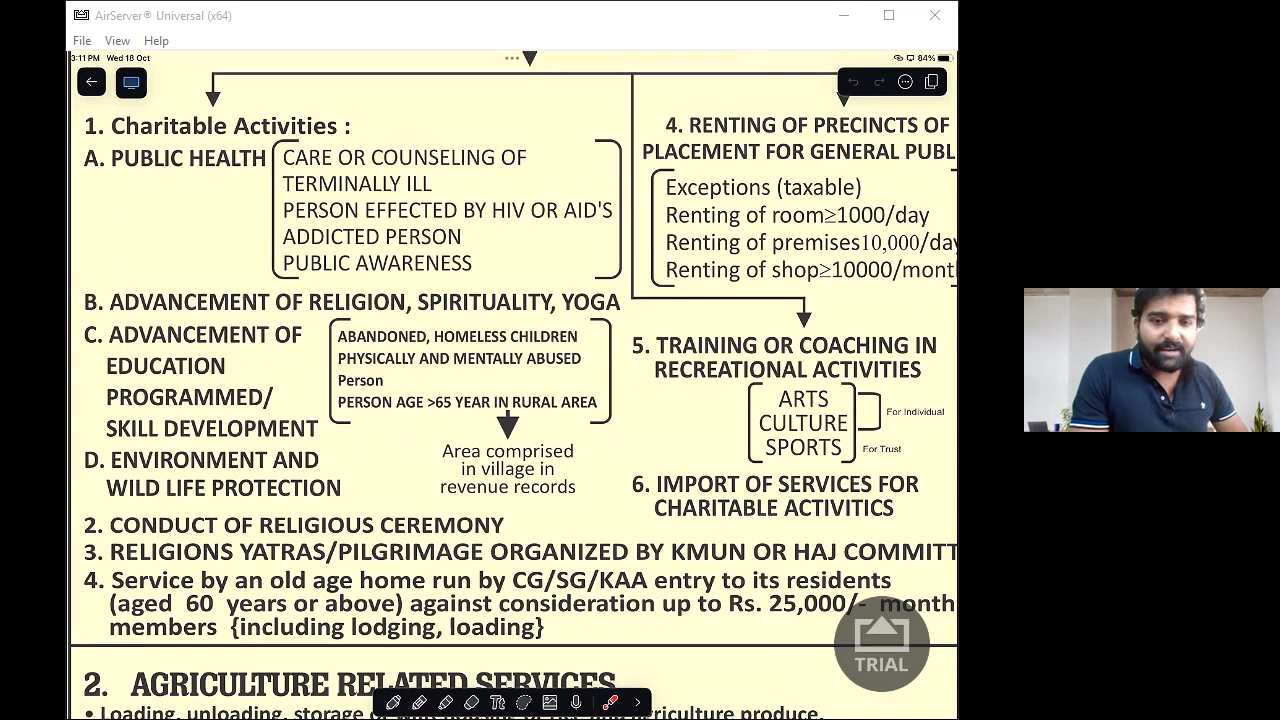 AirServer® Universal (x64)
File View Help
3:11 PM Wed 18 Oct
84%
1. Charitable Activities :
A. PUBLIC HEALTH
CARE OR COUNSELING OF
TERMINALLY ILL
PERSON EFFECTED BY HIV OR AID'S
ADDICTED PERSON
PUBLIC AWARENESS
B. ADVANCEMENT OF RELIGION, SPIRITUALITY, YOGA
C. ADVANCEMENT OF
EDUCATION
PROGRAMMED/
SKILL DEVELOPMENT
ABANDONED, HOMELESS CHILDREN
PHYSICALLY AND MENTALLY ABUSED
Person
PERSON AGE >65 YEAR IN RURAL AREA
Area comprised
in village in
revenue records
D. ENVIRONMENT AND
WILD LIFE PROTECTION
4. RENTING OF PRECINCTS OF
PLACEMENT FOR GENERAL PUBL
Exceptions (taxable)
Renting of room≥1000/day
Renting of premises10,000/day
Renting of shop≥10000/mont
5. TRAINING OR COACHING IN
RECREATIONAL ACTIVITIES
ARTS
CULTURE
SPORTS
For Individual
For Trust
6. IMPORT OF SERVICES FOR
CHARITABLE ACTIVITICS
2. CONDUCT OF RELIGIOUS CEREMONY
3. RELIGIONS YATRAS/PILGRIMAGE ORGANIZED BY KMUN OR HAJ COMMITT
4. Service by an old age home run by CG/SG/KAA entry to its residents
(aged 60 years or above) against consideration up to Rs. 25,000/- month
members {including lodging, loading}
TRIAL
2. AGRICULTURE RELATED SERVICES
• Loading, unloading, storage agriculture produce.